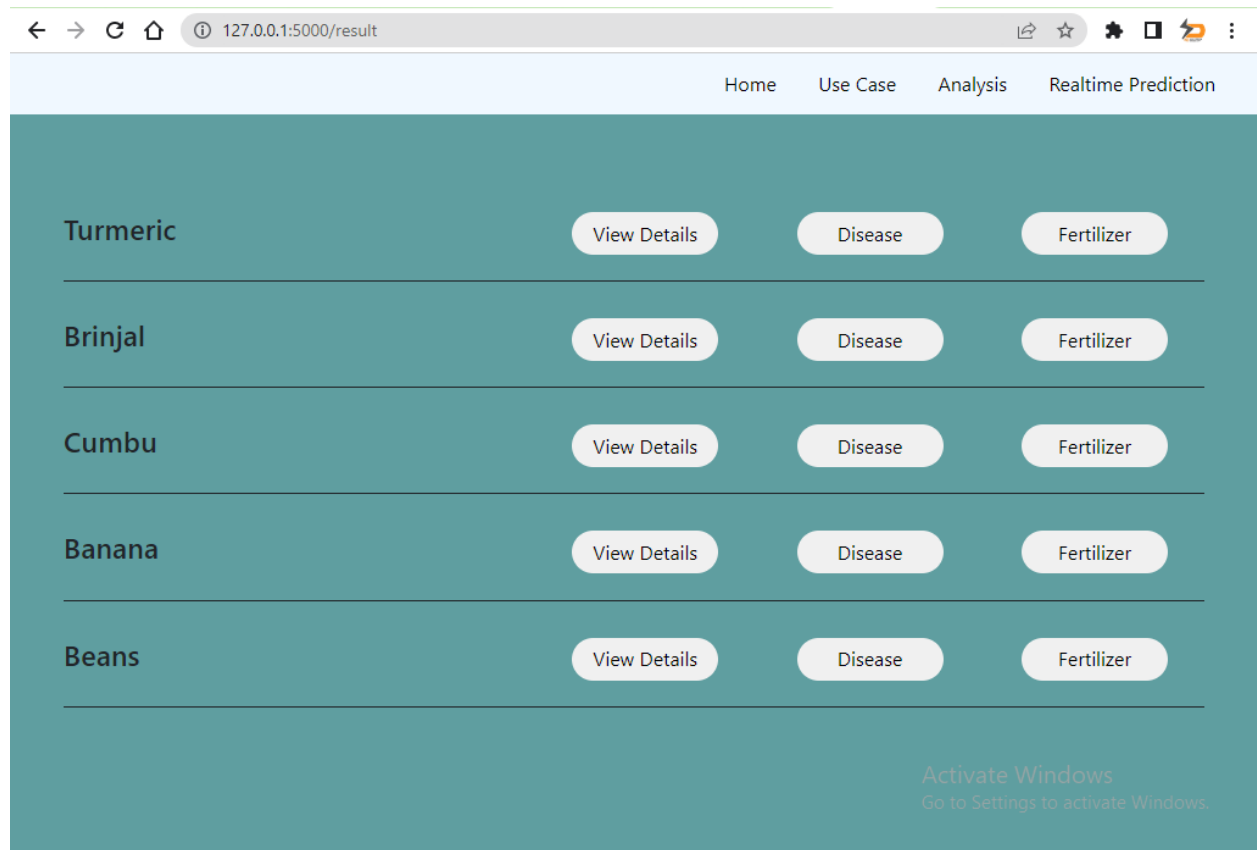 127.0.0.1:5000/result
Home Use Case Analysis Realtime Prediction
Turmeric View Details Disease Fertilizer
Brinjal View Details Disease Fertilizer
Cumbu View Details Disease Fertilizer
Banana View Details Disease Fertilizer
Beans View Details Disease Fertilizer
Activate Windows
Go to Settings to activate Windows.